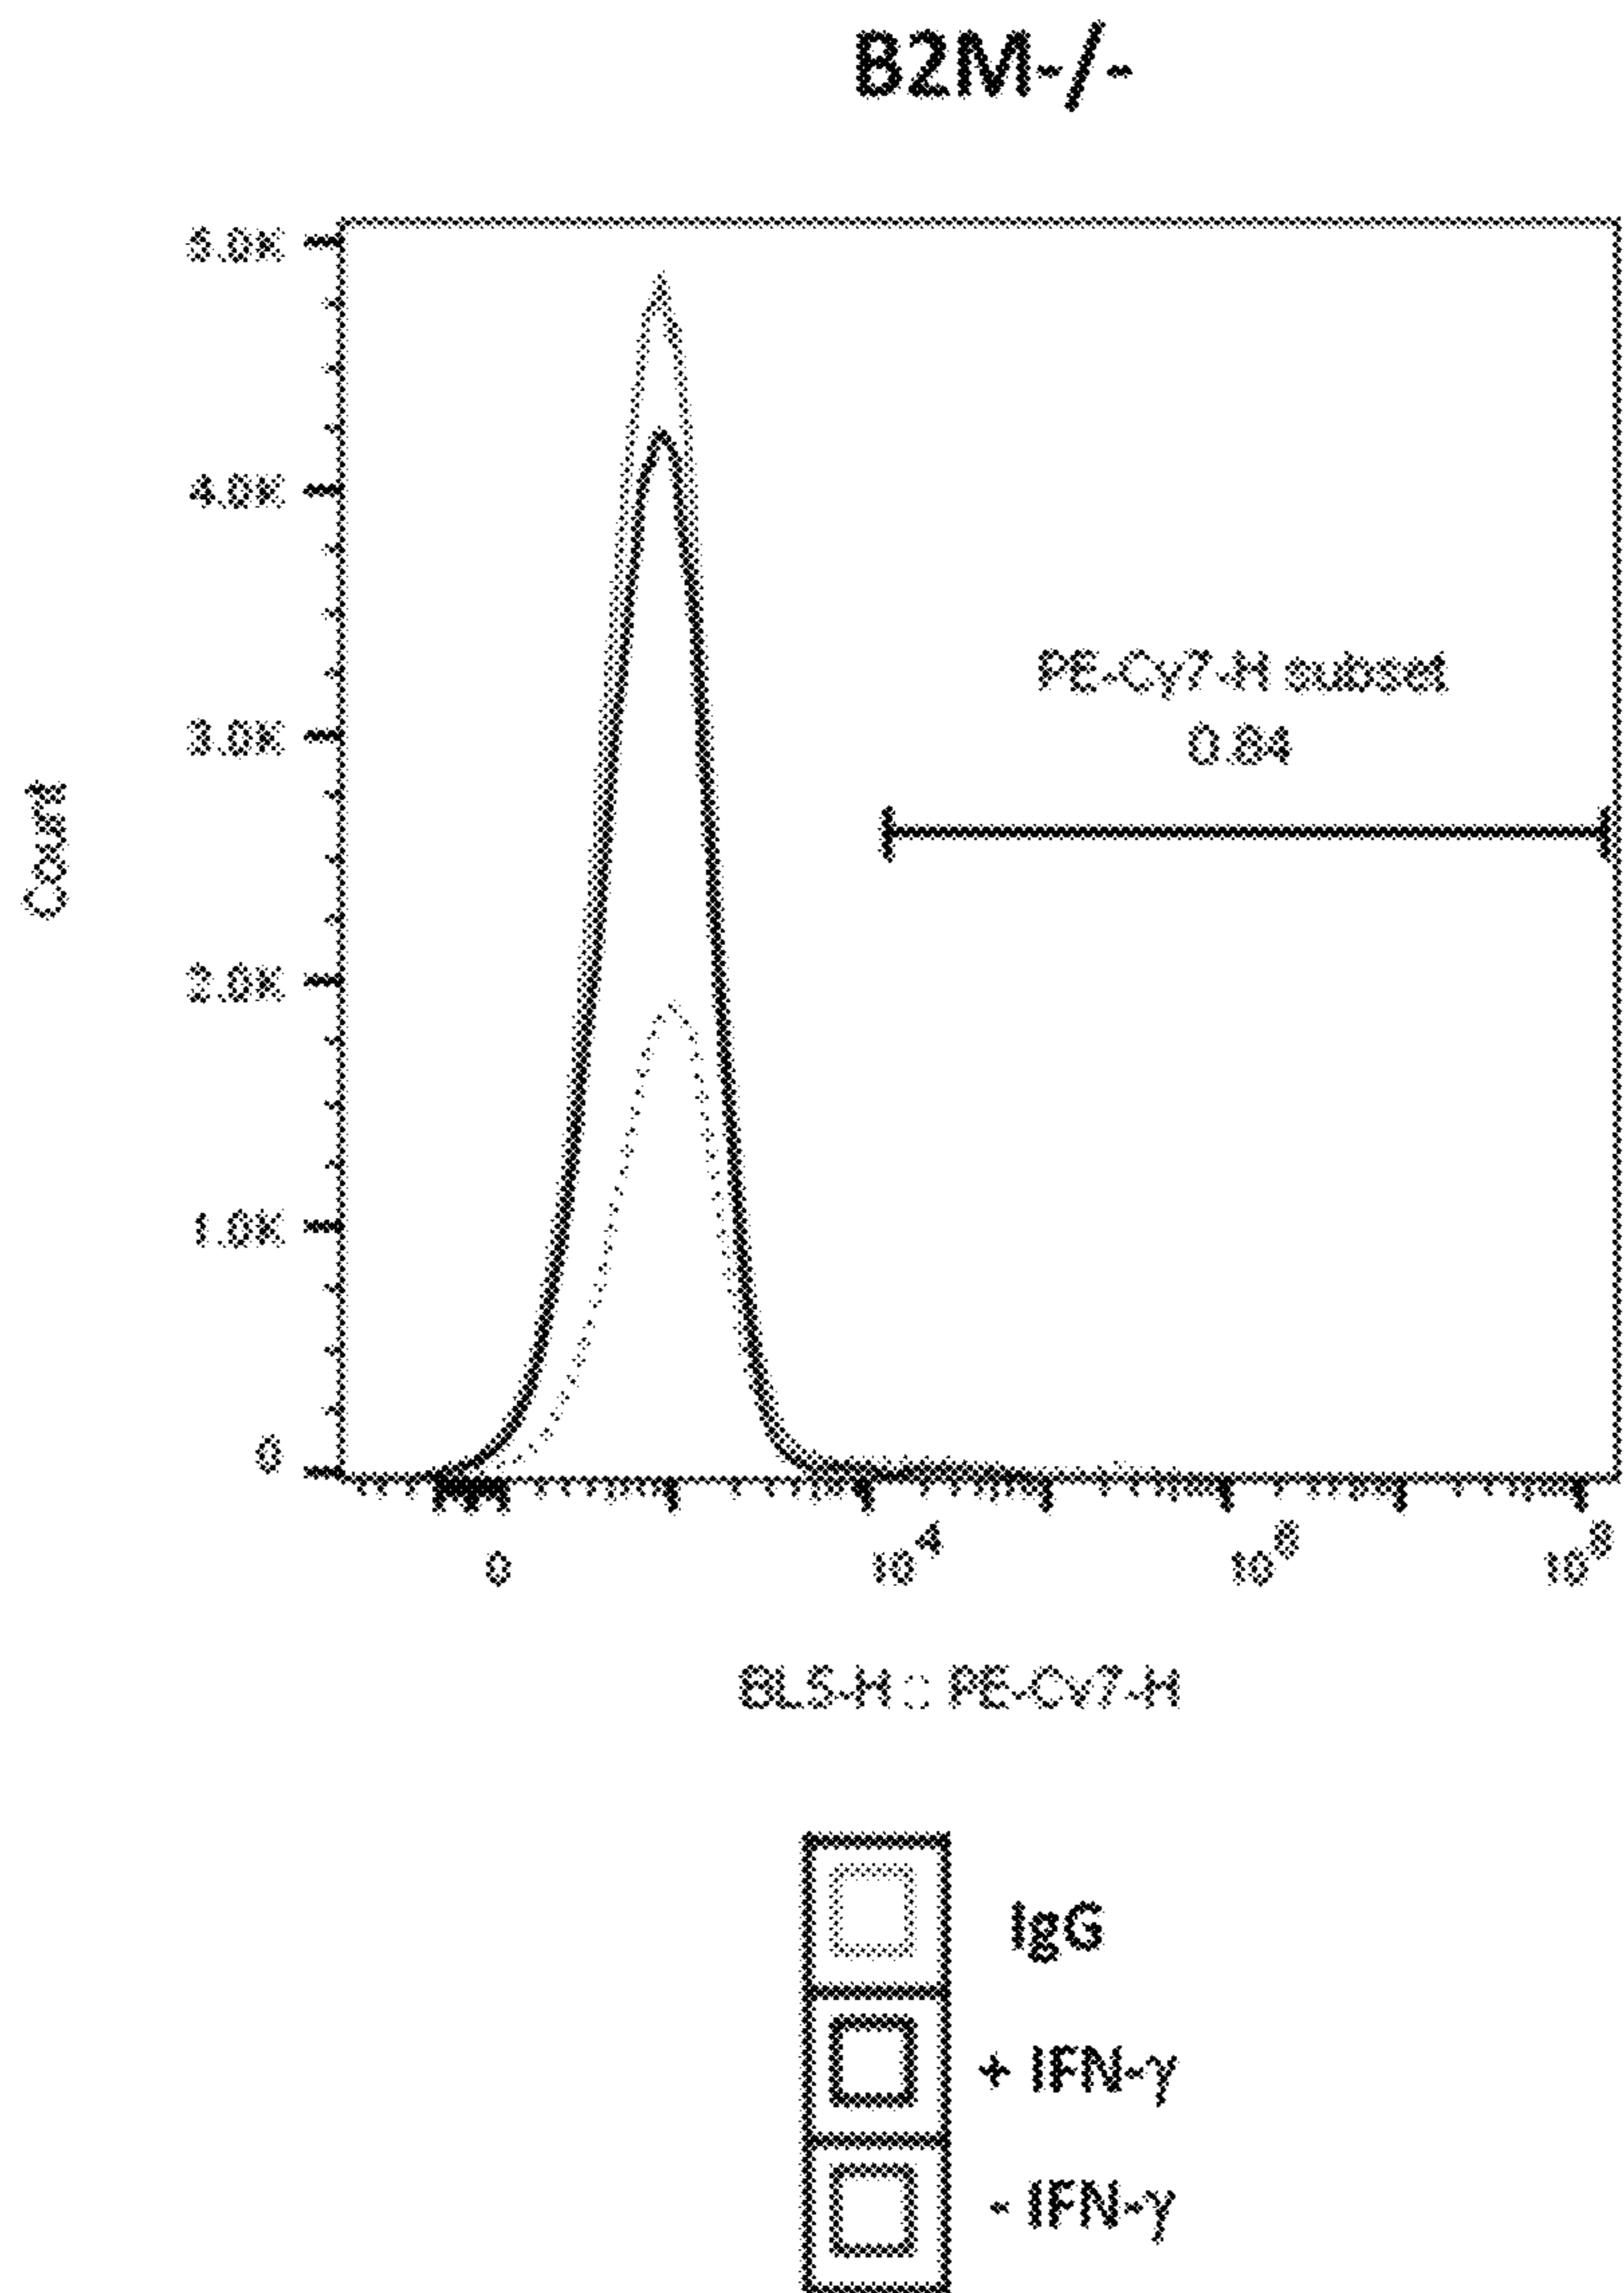 B2M-/-
5.0K
4.0K
3.0K
2.0K
1.0K
0
Count
PE-Cy7-H subset
0.84
0
10^4
10^6
10^8
BL5-H :: PE-Cy7-H
IgG
+ IFN-γ
- IFN-γ